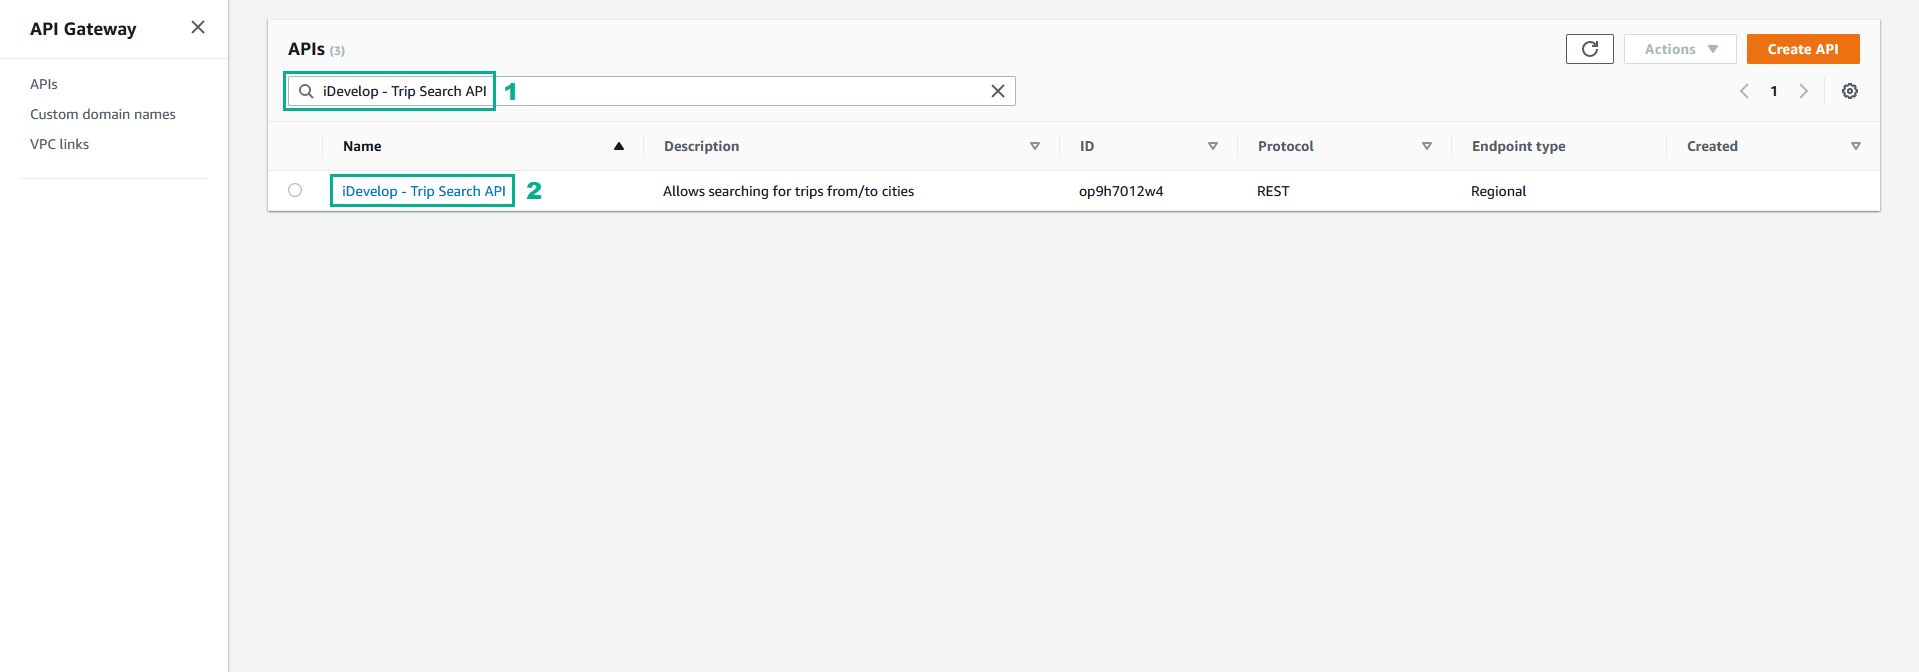 API Gateway
APIs
Custom domain names
VPC links
APIs (3)
Actions
Create API
iDevelop - Trip Search API 1
1
Name Description ID Protocol Endpoint type Created
iDevelop - Trip Search API 2 Allows searching for trips from/to cities op9h7012w4 REST Regional